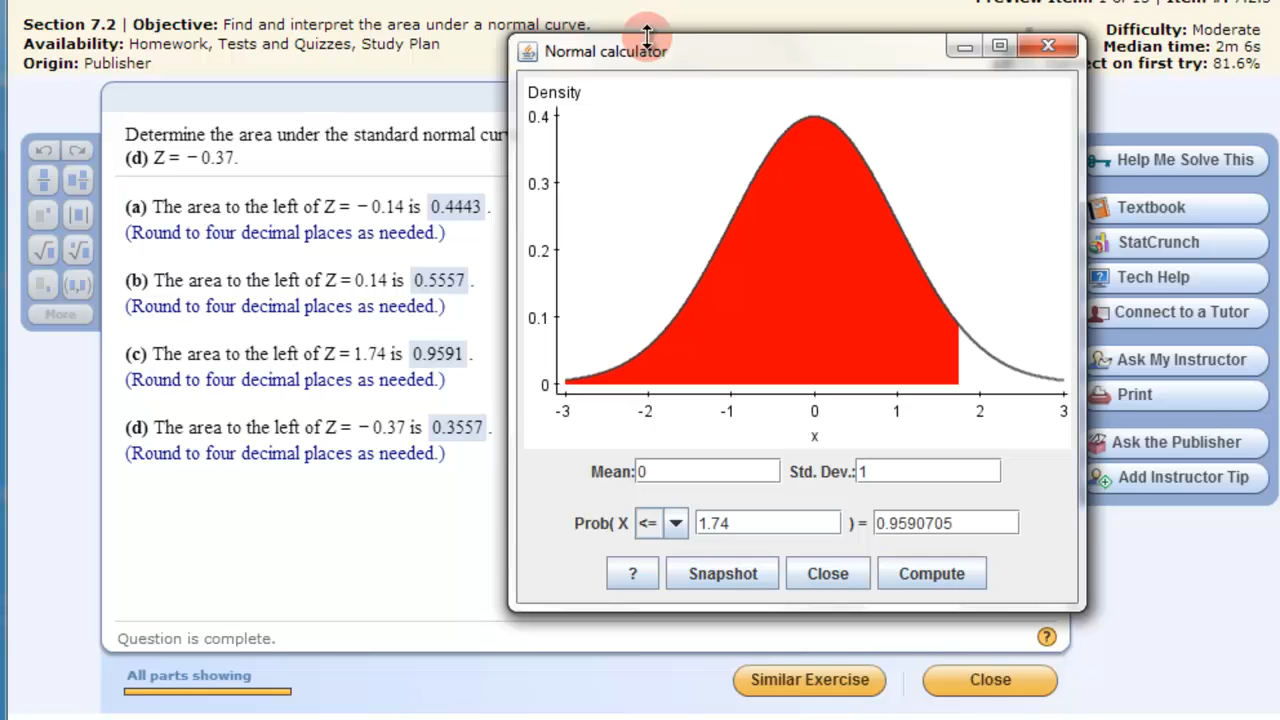 Section 7.2 | Objective: Find and interpret the area under a normal curve.
Availability: Homework, Tests and Quizzes, Study Plan
Origin: Publisher
Difficulty: Moderate
Median time: 2m 6s
on first try: 81.6%
Determine the area under the standard normal
(d) Z = − 0.37.
(a) The area to the left of Z = − 0.14 is 0.4443 .
(Round to four decimal places as needed.)
(b) The area to the left of Z = 0.14 is 0.5557 .
(Round to four decimal places as needed.)
(c) The area to the left of Z = 1.74 is 0.9591 .
(Round to four decimal places as needed.)
(d) The area to the left of Z = − 0.37 is 0.3557 .
(Round to four decimal places as needed.)
More
Question is complete.
All parts showing
Similar Exercise
Close
Normal calculator
Density
0.4
0.3
0.2
0.1
0
-3 -2 -1 0 1 2 3
x
Mean: 0 Std. Dev.: 1
Prob( X <= 1.74 ) = 0.9590705
? Snapshot Close Compute
Help Me Solve This
Textbook
StatCrunch
Tech Help
Connect to a Tutor
Ask My Instructor
Print
Ask the Publisher
Add Instructor Tip
?